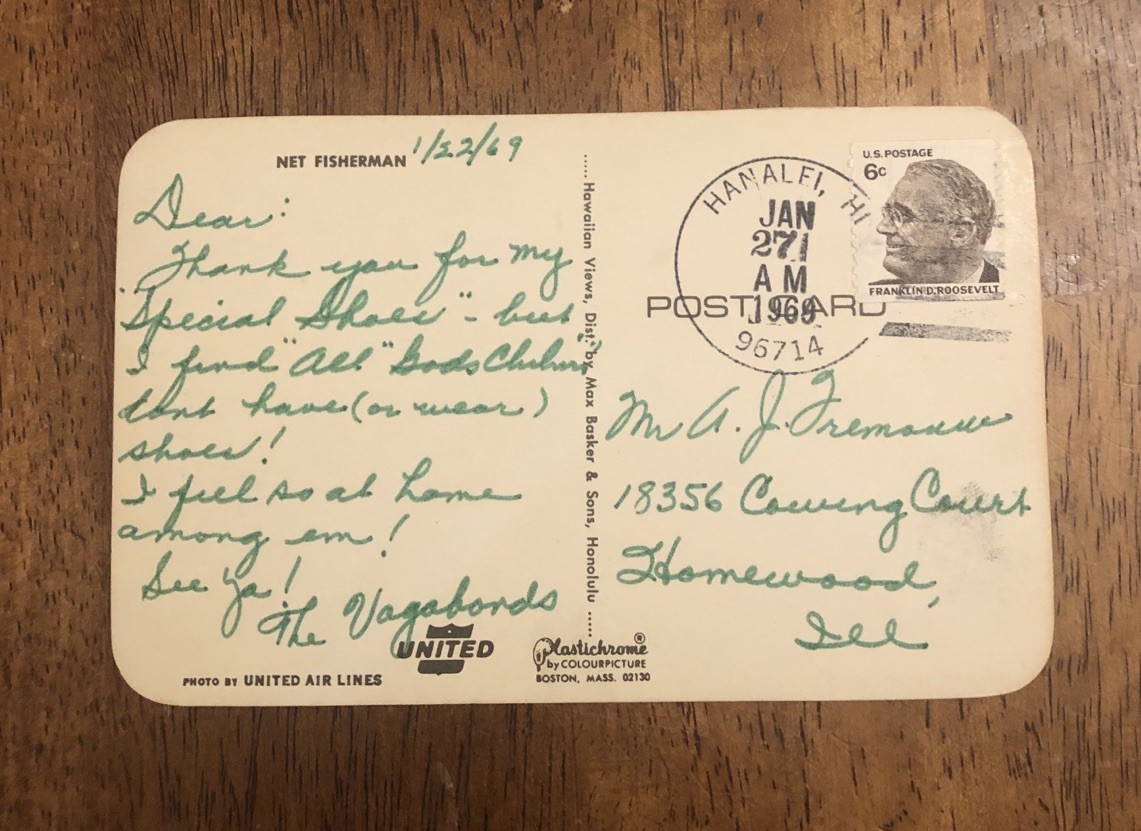 NET FISHERMAN
1/22/69
Dear:
Thank you for my
"Special Shoes" - but
I find "All" Gods Chilrin"
dont have (or wear)
shoes!
I feel so at home
among em!
See Ya!
The Vagabonds
PHOTO BY UNITED AIR LINES
UNITED
Plastichrome®
by COLOURPICTURE
BOSTON, MASS. 02130
..... Hawaiian Views, Dist. by Max Basker & Sons, Honolulu .....
HANALEI, HI
JAN
271
AM
1969
96714
U.S. POSTAGE
6c
FRANKLIN D. ROOSEVELT
POST CARD
Mr A. J.
18356 Cowing Court
Homewood,
Ill